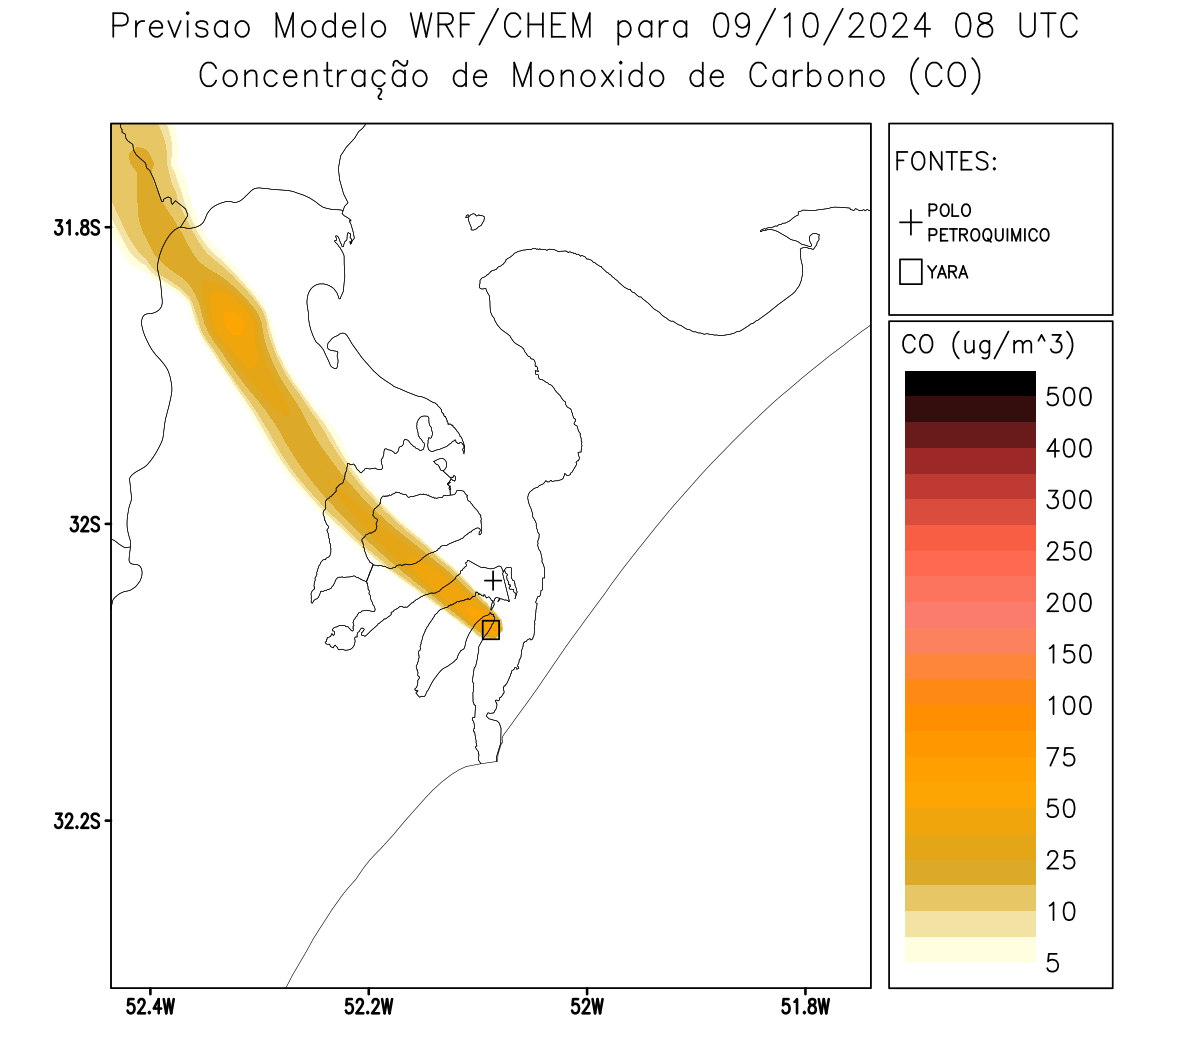 Previsao Modelo WRF/CHEM para 09/10/2024 08 UTC
Concentração de Monoxido de Carbono (CO)
FONTES:
POLO
PETROQUIMICO
YARA
CO (ug/m^3)
500
400
300
250
200
150
100
75
50
25
10
5
31.8S
32S
32.2S
52.4W
52.2W
52W
51.8W